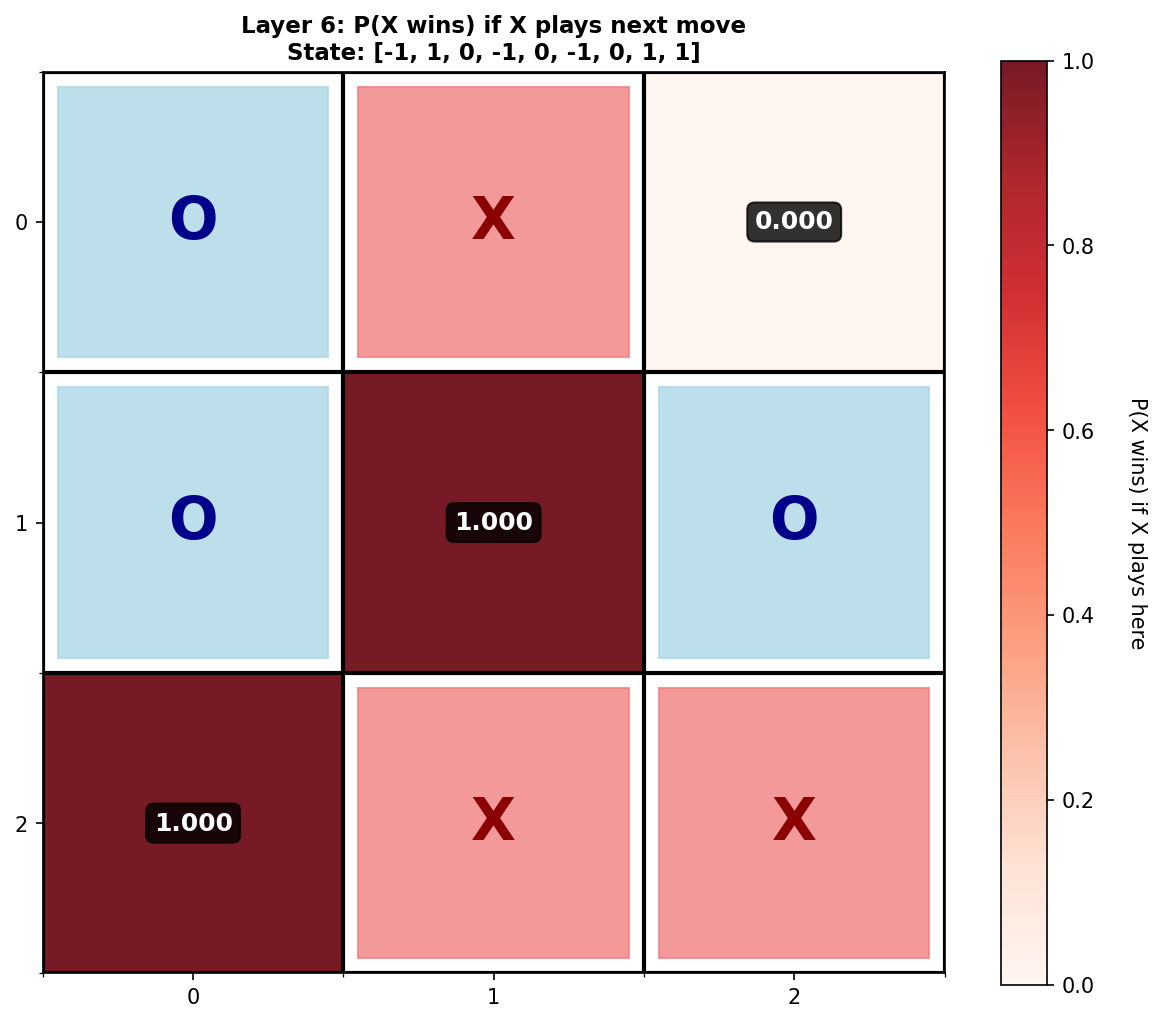 Layer 6: P(X wins) if X plays next move
State: [-1, 1, 0, -1, 0, -1, 0, 1, 1]
O
X
0.000
O
1.000
O
1.000
X
X
0
1
2
0
1
2
1.0
0.8
0.6
0.4
0.2
0.0
P(X wins) if X plays here